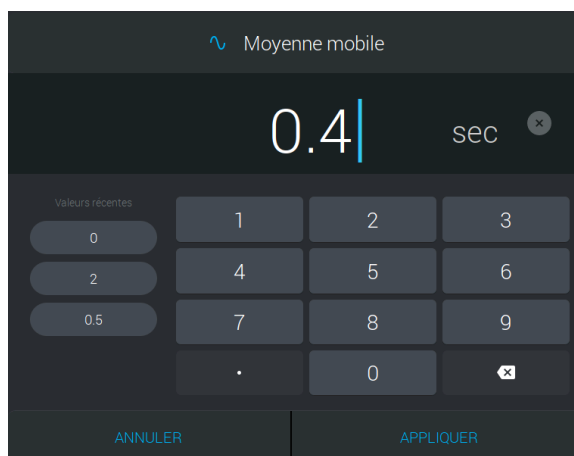 Moyenne mobile
0.4 sec
Valeurs récentes
0
2
0.5
1 2 3
4 5 6
7 8 9
. 0
ANNULER APPLIQUER